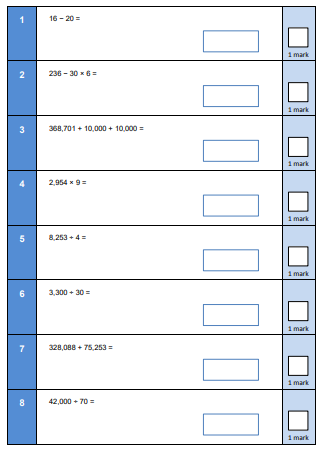 1
16 − 20 =
1 mark
2
236 − 30 × 6 =
1 mark
3
368,701 + 10,000 + 10,000 =
1 mark
4
2,954 × 9 =
1 mark
5
8,253 ÷ 4 =
1 mark
6
3,300 ÷ 30 =
1 mark
7
328,088 + 75,253 =
1 mark
8
42,000 ÷ 70 =
1 mark